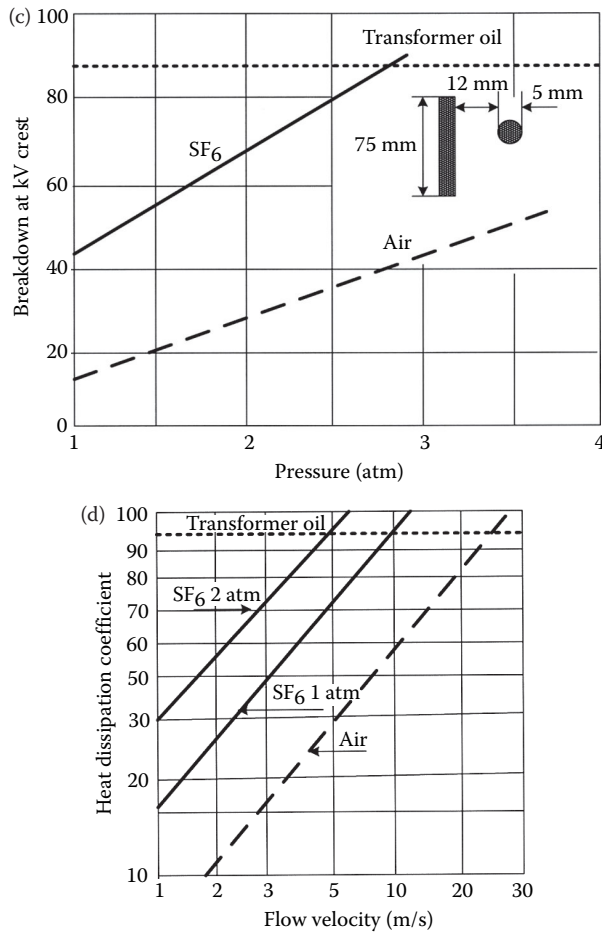 (c)
100
80
60
40
20
0
Breakdown at kV crest
Transformer oil
12 mm
5 mm
75 mm
SF6
Air
1
2
3
4
Pressure (atm)
(d)
100
90
80
70
60
50
30
20
10
Heat dissipation coefficient
Transformer oil
SF6 2 atm
SF6 1 atm
Air
1
2
3
5
10
20
30
Flow velocity (m/s)